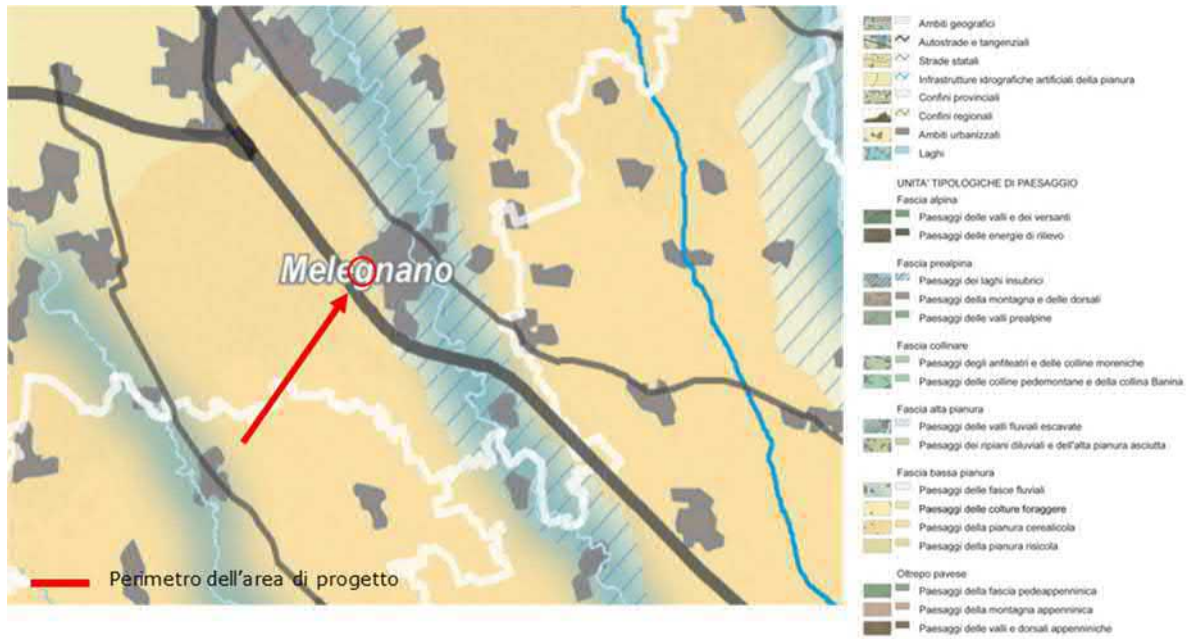 Melegnano
Perimetro dell'area di progetto
Ambiti geografici
Autostrade e tangenziali
Strade statali
Infrastrutture idrografiche artificiali della pianura
Confini provinciali
Confini regionali
Ambiti urbanizzati
Laghi
UNITA' TIPOLOGICHE DI PAESAGGIO
Fascia alpina
Paesaggi delle valli e dei versanti
Paesaggi delle energie di rilievo
Fascia prealpina
Paesaggi dei laghi insubrici
Paesaggi della montagna e delle dorsali
Paesaggi delle valli prealpine
Fascia collinare
Paesaggi degli anfiteatri e delle colline moreniche
Paesaggi delle colline pedemontane e della collina Banina
Fascia alta pianura
Paesaggi delle valli fluviali escavate
Paesaggi dei ripiani diluviali e dell'alta pianura asciutta
Fascia bassa pianura
Paesaggi delle fasce fluviali
Paesaggi delle colture foraggere
Paesaggi della pianura cerealicola
Paesaggi della pianura risicola
Oltrepo pavese
Paesaggi della fascia pedeappenninica
Paesaggi della montagna appenninica
Paesaggi delle valli e dorsali appenniniche